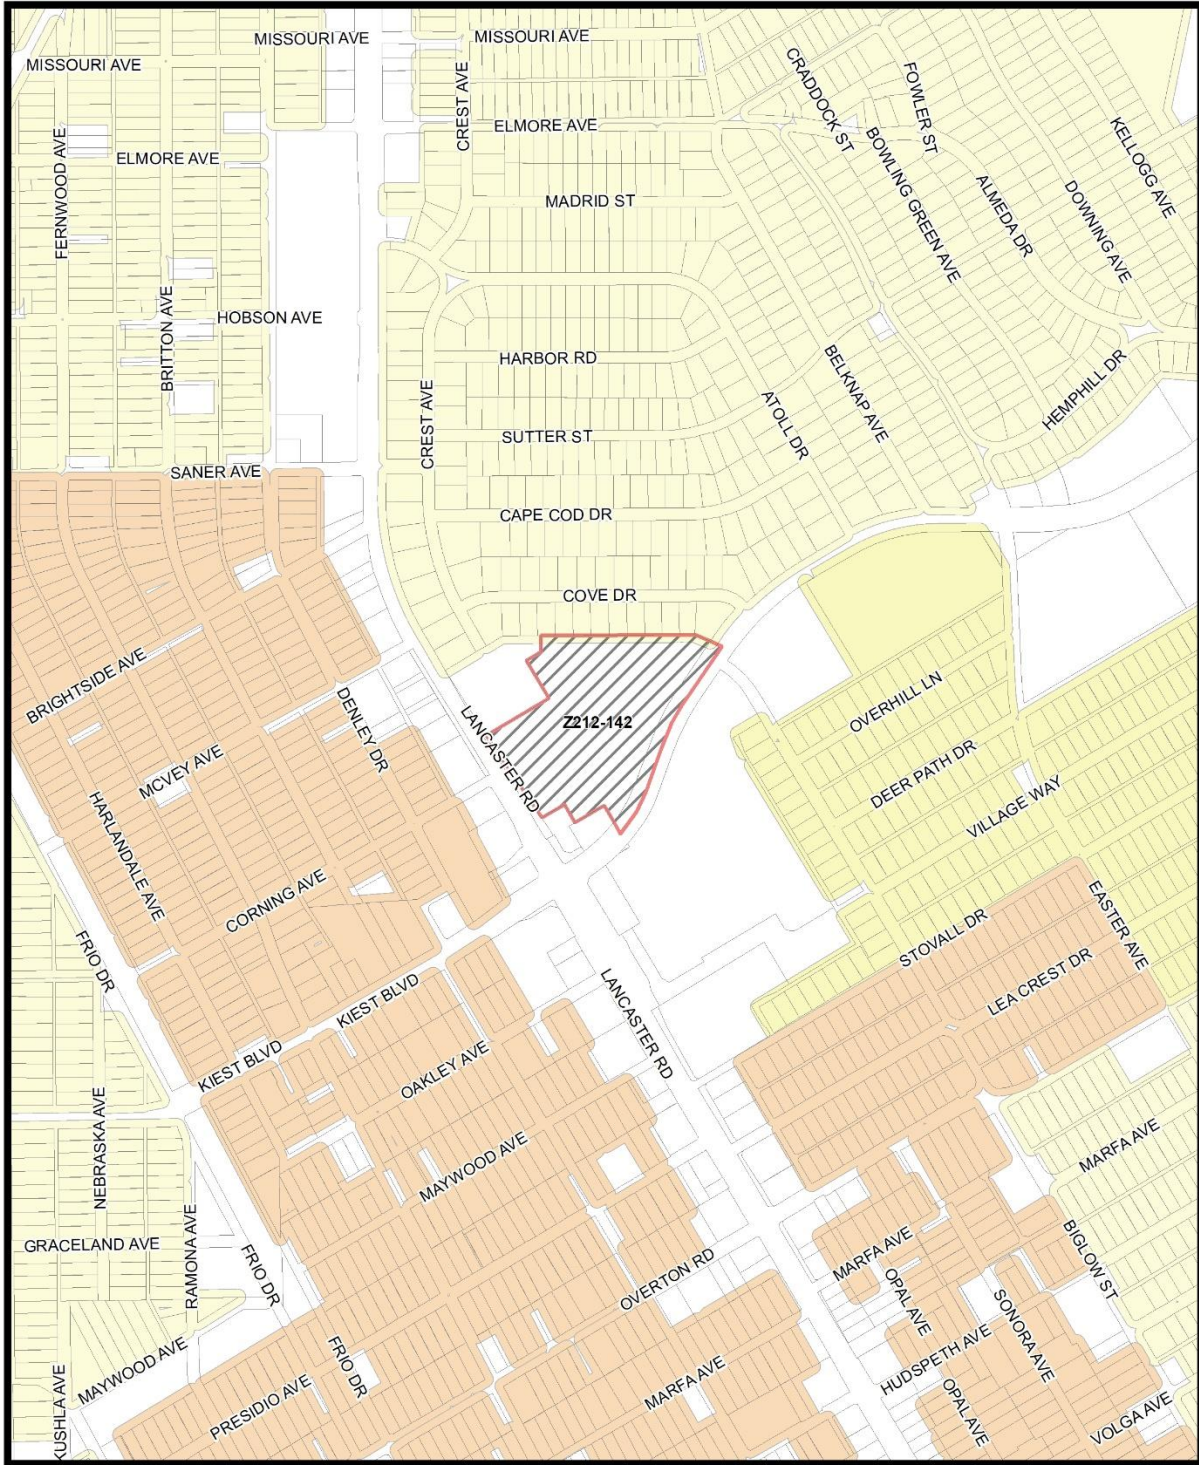 MISSOURI AVE
MISSOURI AVE
MISSOURI AVE
CREST AVE
CRADDOCK ST
FOWLER ST
KELLOGG AVE
ELMORE AVE
FERNWOOD AVE
ELMORE AVE
BOWLING GREEN AVE
ALMEDA DR
DOWNING AVE
MADRID ST
BRITTON AVE
HOBSON AVE
HARBOR RD
BELKNAP AVE
HEMPHILL DR
CREST AVE
ATOLL DR
SUTTER ST
SANER AVE
CAPE COD DR
COVE DR
BRIGHTSIDE AVE
DENLEY DR
LANCASTER RD
Z212-142
OVERHILL LN
MCVEY AVE
DEER PATH DR
HARLANDALE AVE
VILLAGE WAY
CORNING AVE
STOVALL DR
EASTER AVE
FRIO DR
KIEST BLVD
LANCASTER RD
LEA CREST DR
KIEST BLVD
OAKLEY AVE
NEBRASKA AVE
MAYWOOD AVE
MARFA AVE
GRACELAND AVE
RAMONA AVE
FRIO DR
OVERTON RD
MARFA AVE
BIGLOW ST
OPAL AVE
SONORA AVE
MAYWOOD AVE
FRIO DR
HUDSPETH AVE
KUSHLA AVE
PRESIDIO AVE
MARFA AVE
OPAL AVE
VOLGA AVE